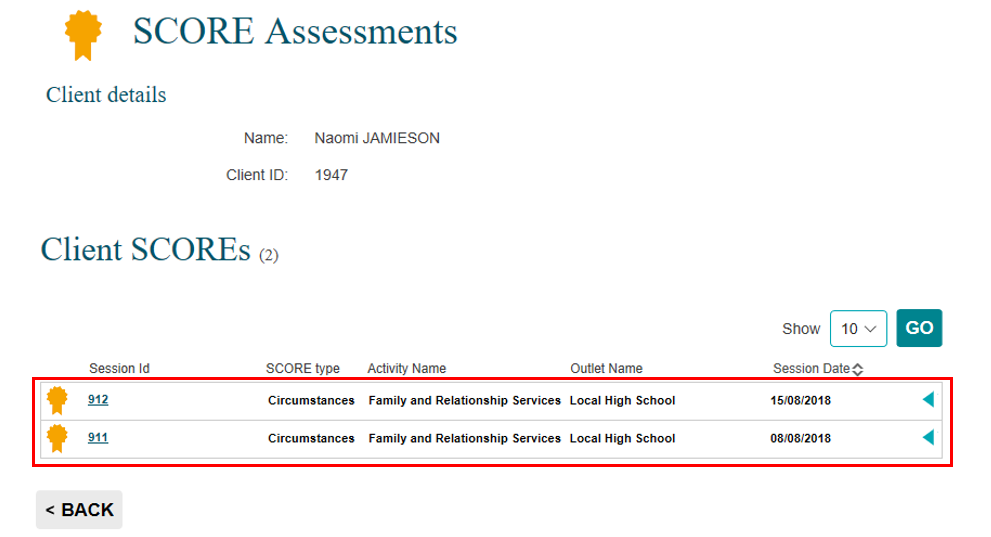 SCORE Assessments
Client details
Name: Naomi JAMIESON
Client ID: 1947
Client SCOREs (2)
Show 10 GO
Session Id SCORE type Activity Name Outlet Name Session Date
912 Circumstances Family and Relationship Services Local High School 15/08/2018
911 Circumstances Family and Relationship Services Local High School 08/08/2018
< BACK